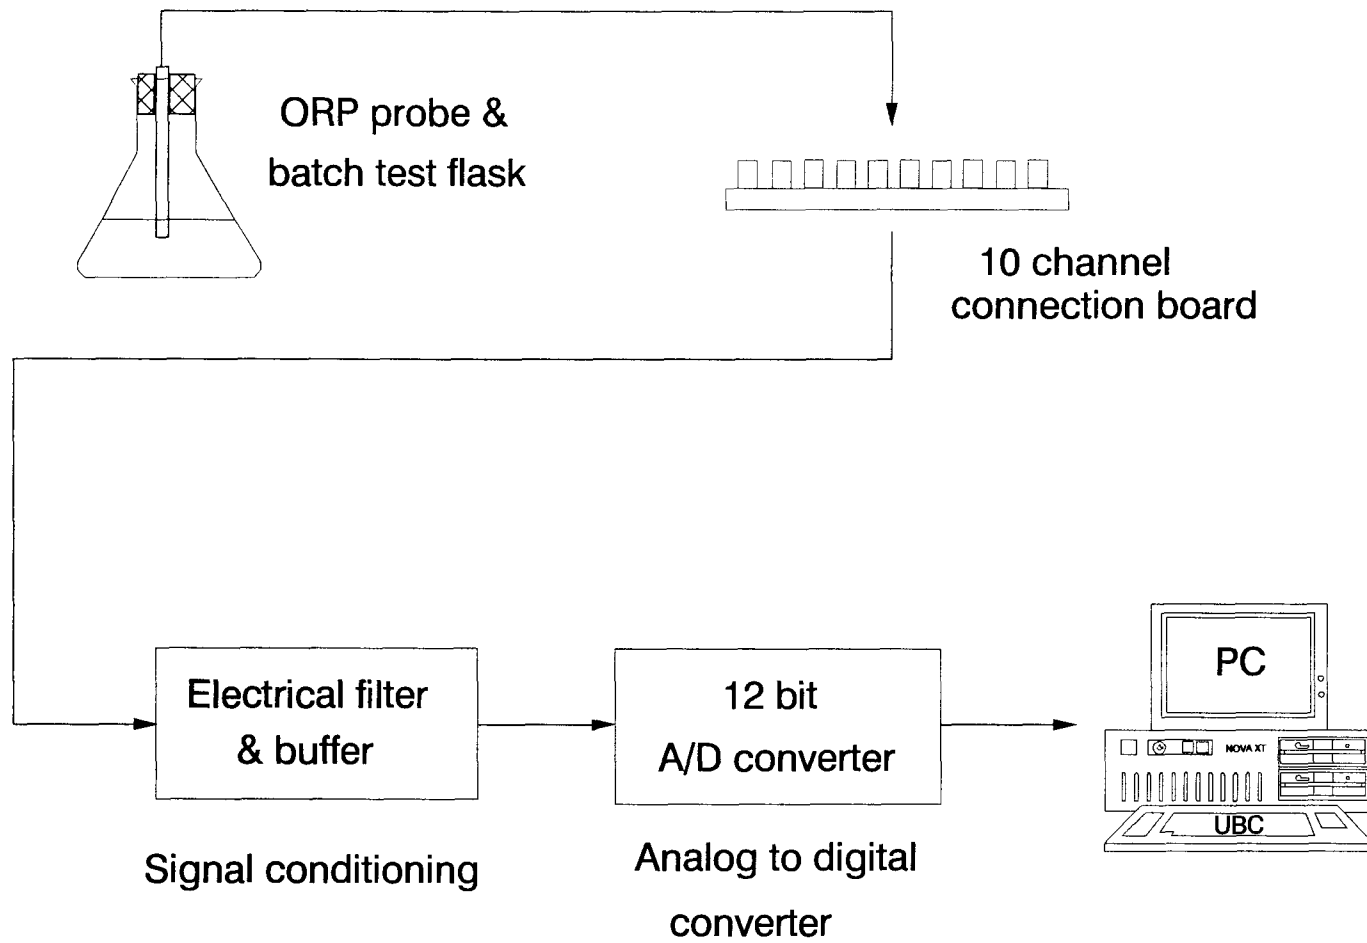 ORP probe &
batch test flask
10 channel
connection board
Electrical filter
& buffer
12 bit
A/D converter
PC
NOVA XT
UBC
Signal conditioning
Analog to digital
converter